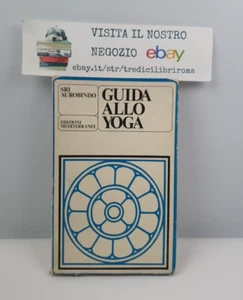 VISITA IL NOSTRO
NEGOZIO ebay
ebay.it/str/tredicilibriroma
SRI
AUROBINDO
GUIDA
ALLO
YOGA
EDIZIONI
MEDITERRANEE